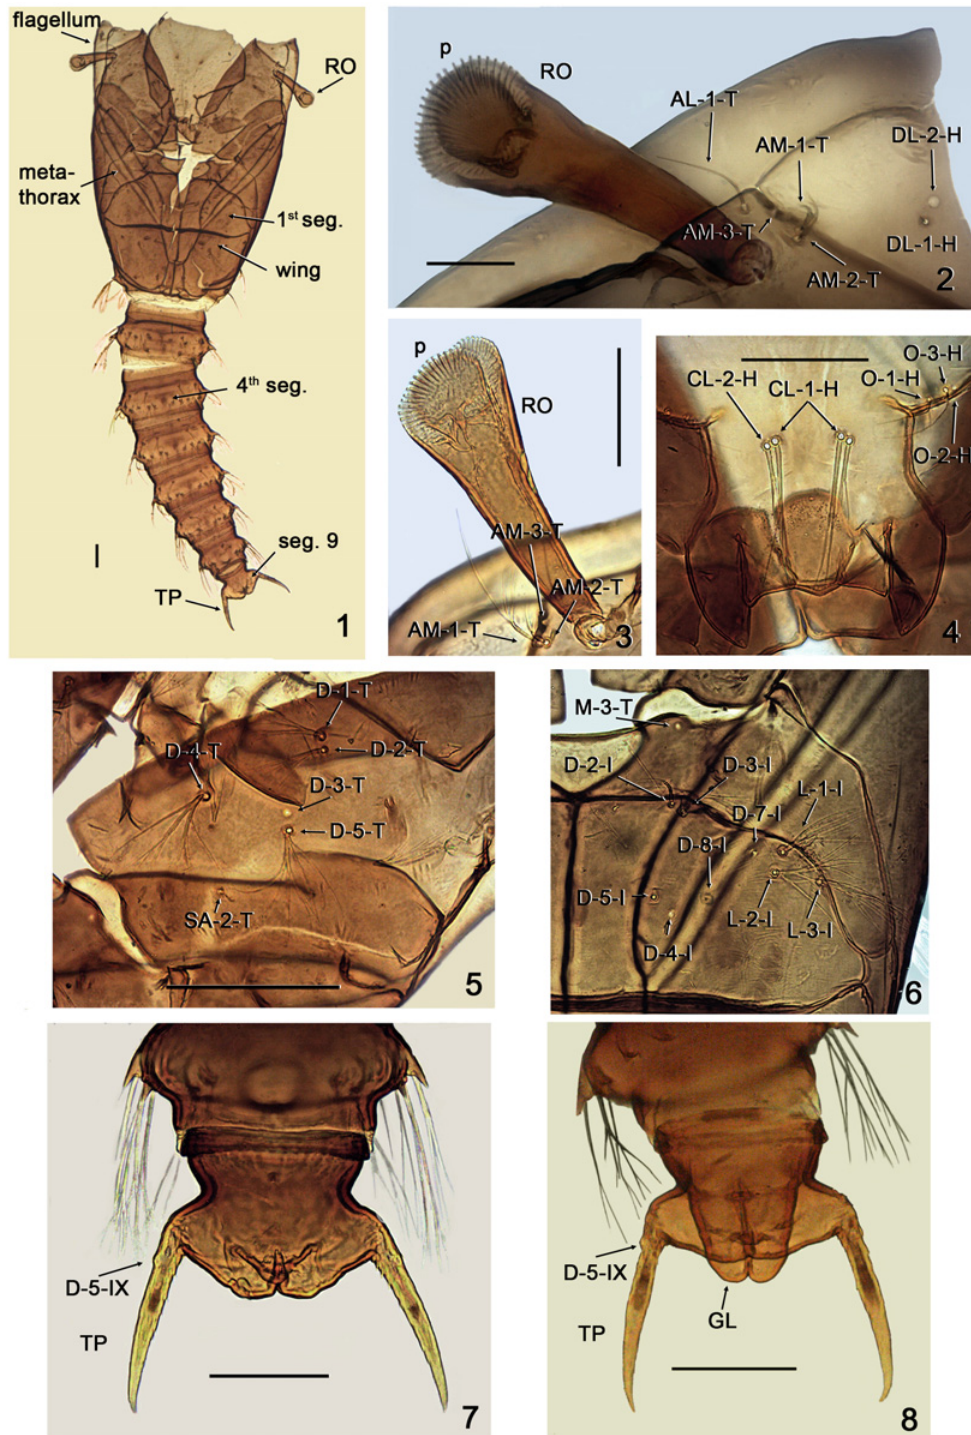 flagellum
RO
meta-
thorax
1st seg.
wing
4th seg.
seg. 9
TP
1
p
RO
AL-1-T
AM-1-T
DL-2-H
AM-3-T
DL-1-H
AM-2-T
2
p
RO
AM-3-T
AM-2-T
AM-1-T
3
O-3-H
CL-2-H
CL-1-H
O-1-H
O-2-H
4
D-1-T
D-4-T
D-2-T
D-3-T
D-5-T
SA-2-T
5
M-3-T
D-2-I
D-3-I
L-1-I
D-7-I
D-8-I
D-5-I
L-2-I
L-3-I
D-4-I
6
D-5-IX
TP
7
D-5-IX
GL
TP
8